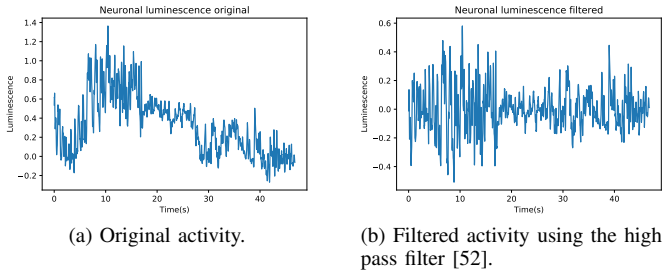 Neuronal luminescence original
1.4
1.2
1.0
0.8
0.6
0.4
0.2
0.0
−0.2
Luminescence
0
10
20
30
40
Time(s)
(a) Original activity.
Neuronal luminescence filtered
0.6
0.4
0.2
0.0
−0.2
−0.4
Luminescence
0
10
20
30
40
Time(s)
(b) Filtered activity using the high
pass filter [52].